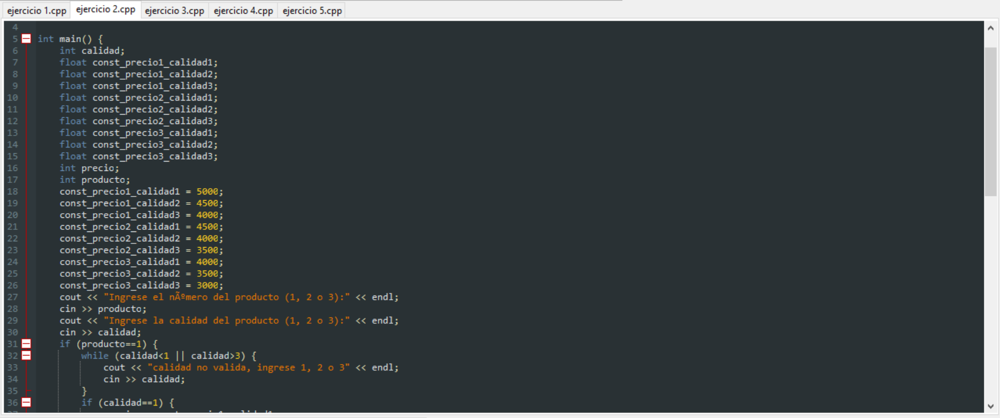 ejercicio 1.cpp ejercicio 2.cpp ejercicio 3.cpp ejercicio 4.cpp ejercicio 5.cpp
4
5 int main() {
6 int calidad;
7 float const_precio1_calidad1;
8 float const_precio1_calidad2;
9 float const_precio1_calidad3;
10 float const_precio2_calidad1;
11 float const_precio2_calidad2;
12 float const_precio2_calidad3;
13 float const_precio3_calidad1;
14 float const_precio3_calidad2;
15 float const_precio3_calidad3;
16 int precio;
17 int producto;
18 const_precio1_calidad1 = 5000;
19 const_precio1_calidad2 = 4500;
20 const_precio1_calidad3 = 4000;
21 const_precio2_calidad1 = 4500;
22 const_precio2_calidad2 = 4000;
23 const_precio2_calidad3 = 3500;
24 const_precio3_calidad1 = 4000;
25 const_precio3_calidad2 = 3500;
26 const_precio3_calidad3 = 3000;
27 cout << "Ingrese el nÃºmero del producto (1, 2 o 3):" << endl;
28 cin >> producto;
29 cout << "Ingrese la calidad del producto (1, 2 o 3):" << endl;
30 cin >> calidad;
31 if (producto==1) {
32 while (calidad<1 || calidad>3) {
33 cout << "calidad no valida, ingrese 1, 2 o 3" << endl;
34 cin >> calidad;
35 }
36 if (calidad==1) {